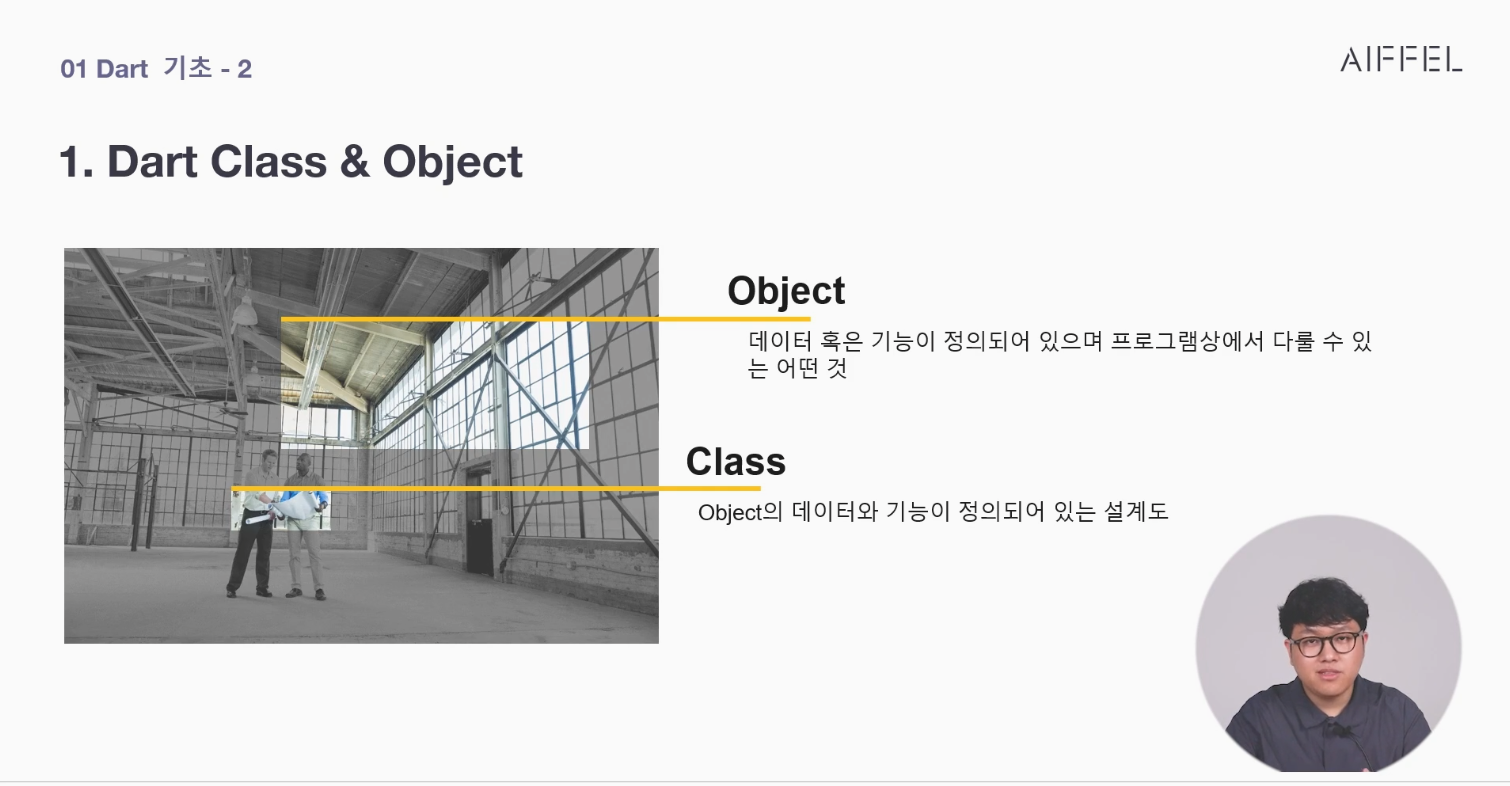 01 Dart 기초 - 2
AIFFEL
1. Dart Class & Object
Object
데이터 혹은 기능이 정의되어 있으며 프로그램상에서 다룰 수 있
는 어떤 것
Class
Object의 데이터와 기능이 정의되어 있는 설계도